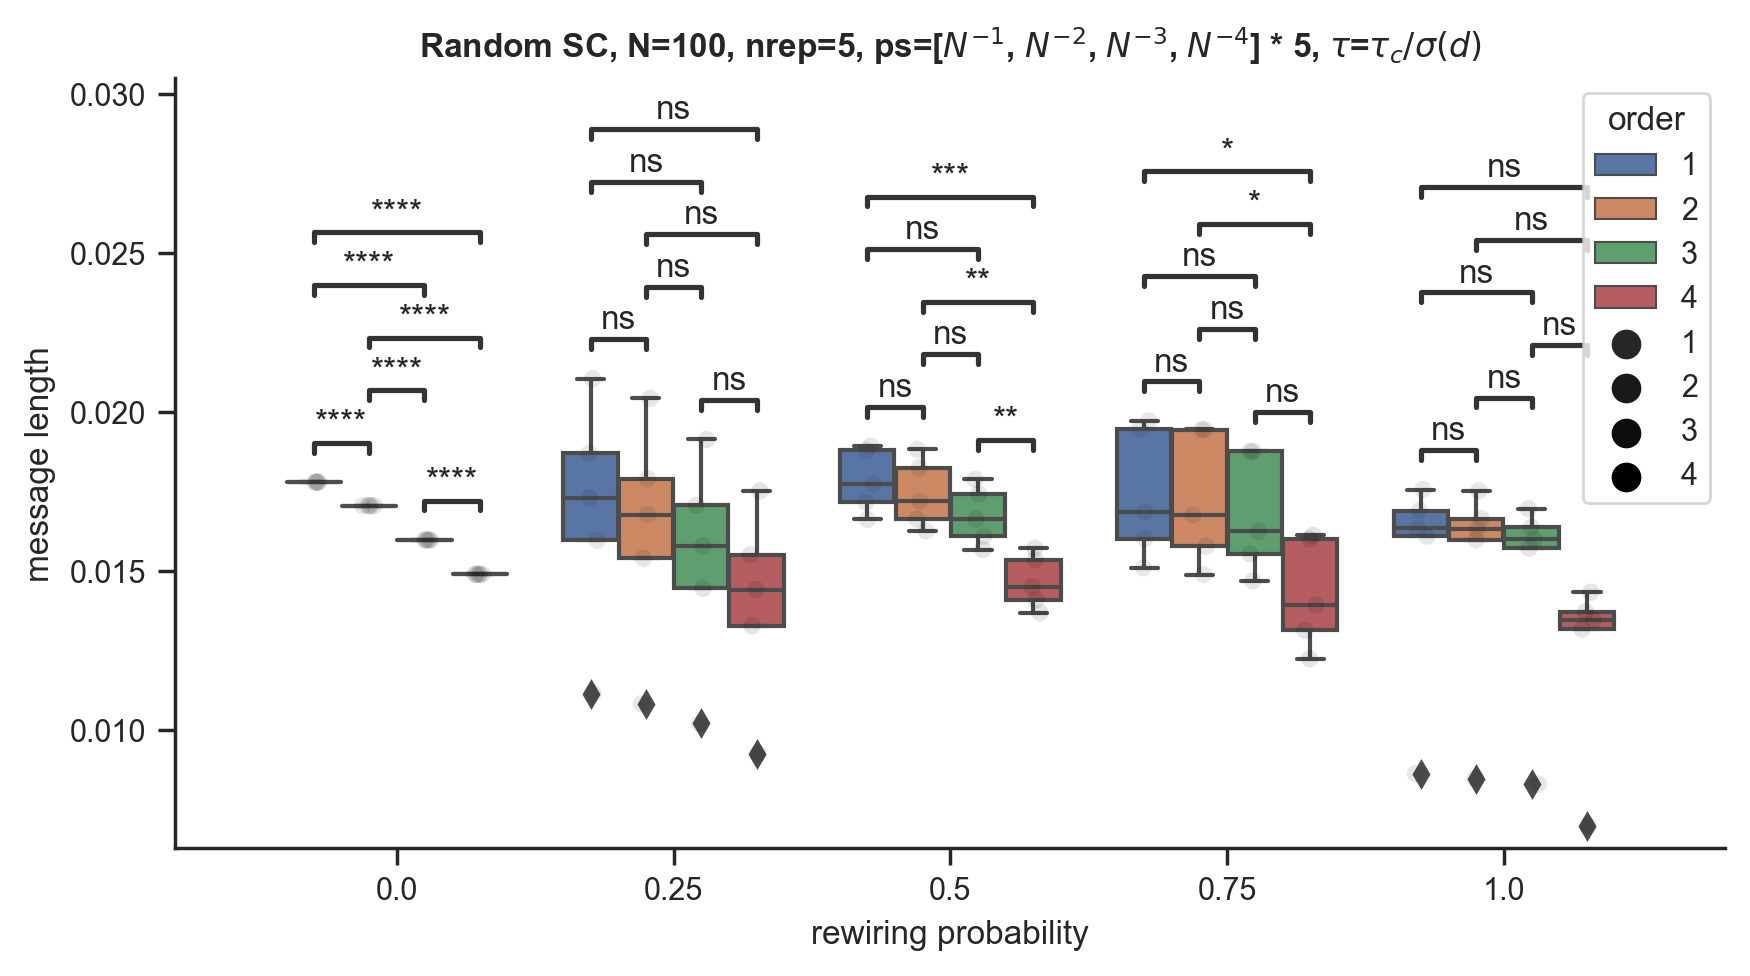 Random SC, N=100, nrep=5, ps=[N⁻¹, N⁻², N⁻³, N⁻⁴] * 5, τ=τ_c/σ(d)
message length
0.030
0.025
0.020
0.015
0.010
****
****
****
****
****
****
ns
ns
ns
ns
ns
ns
***
ns
**
ns
ns
**
*
*
ns
ns
ns
ns
ns
ns
ns
ns
ns
ns
order
1
2
3
4
1
2
3
4
0.0
0.25
0.5
0.75
1.0
rewiring probability